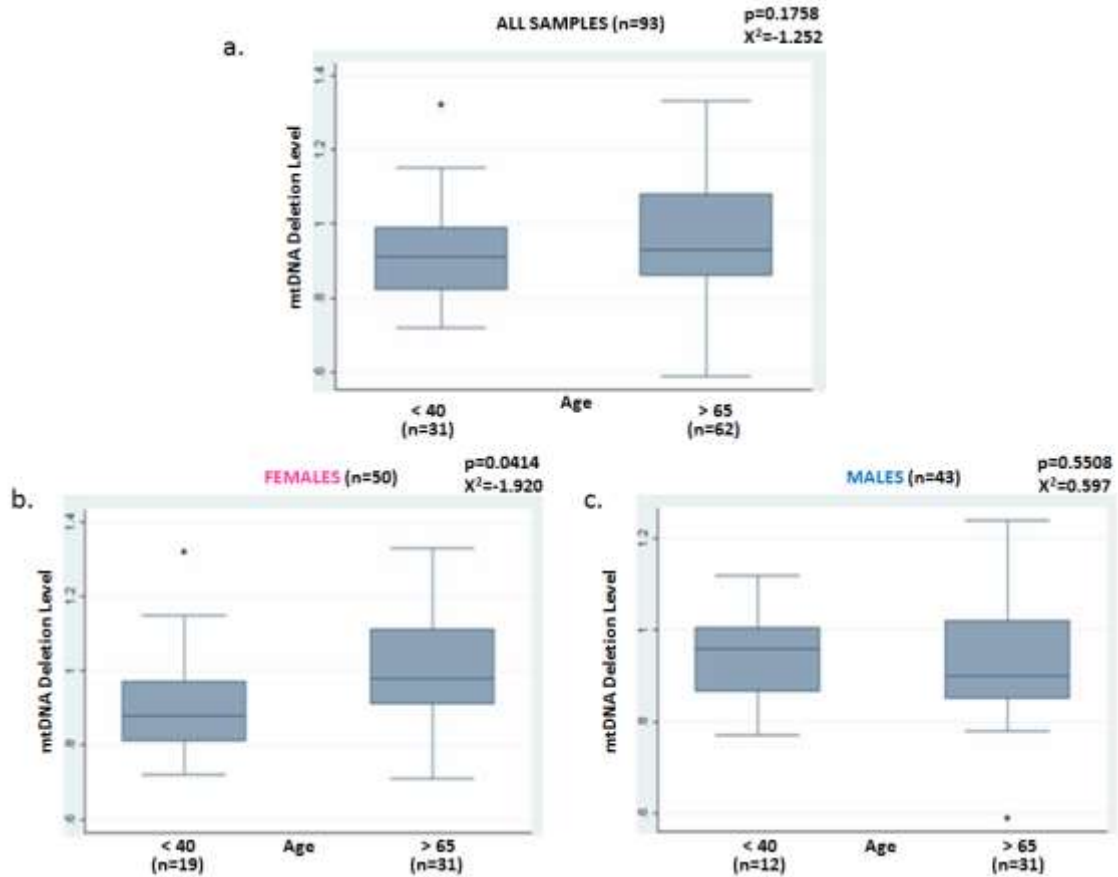 a.
ALL SAMPLES (n=93)
p=0.1758
X²=-1.252
mtDNA Deletion Level
1.4
1.2
1
.8
.6
< 40
(n=31)
Age
> 65
(n=62)
b.
FEMALES (n=50)
p=0.0414
X²=-1.920
mtDNA Deletion Level
1.4
1.2
1
.8
.6
< 40
(n=19)
Age
> 65
(n=31)
c.
MALES (n=43)
p=0.5508
X²=0.597
mtDNA Deletion Level
1.2
1
.8
.6
< 40
(n=12)
Age
> 65
(n=31)